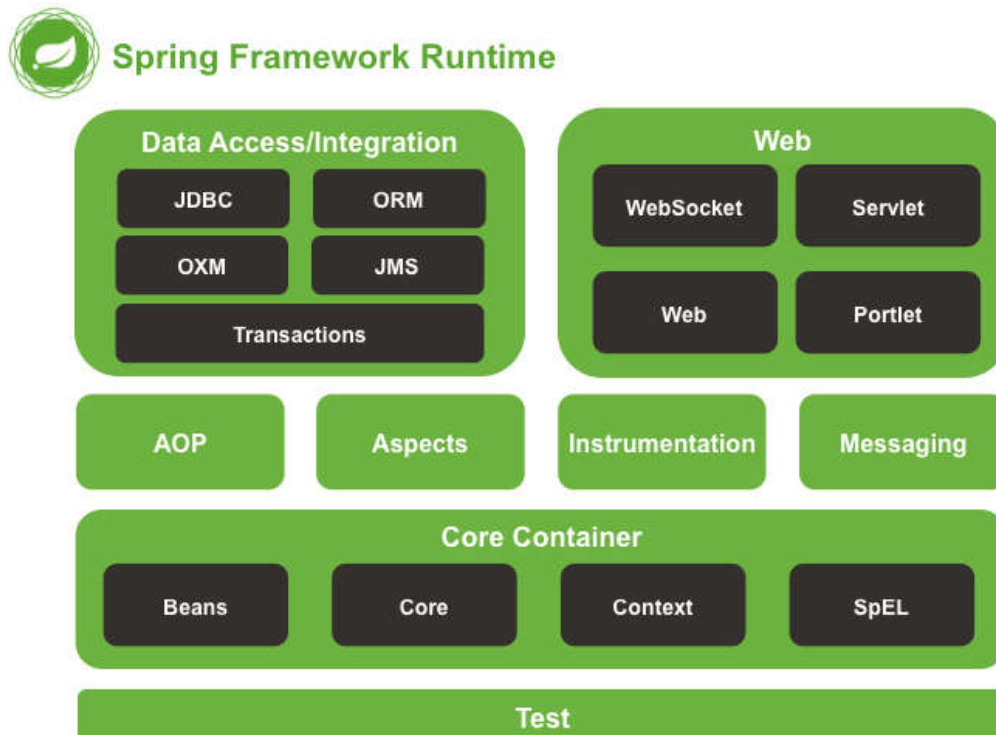 Spring Framework Runtime
Data Access/Integration
JDBC
ORM
OXM
JMS
Transactions
Web
WebSocket
Servlet
Web
Portlet
AOP
Aspects
Instrumentation
Messaging
Core Container
Beans
Core
Context
SpEL
Test